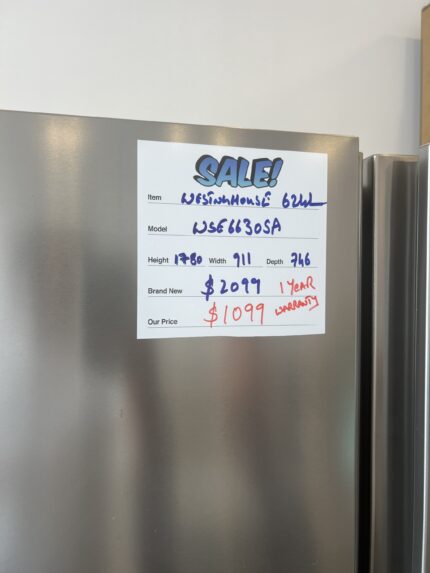 SALE!
Item WESTINGHOUSE 624L
Model WSE6630SA
Height 1780 Width 911 Depth 746
Brand New $2099 1 YEAR
Our Price $1099 WARRANTY